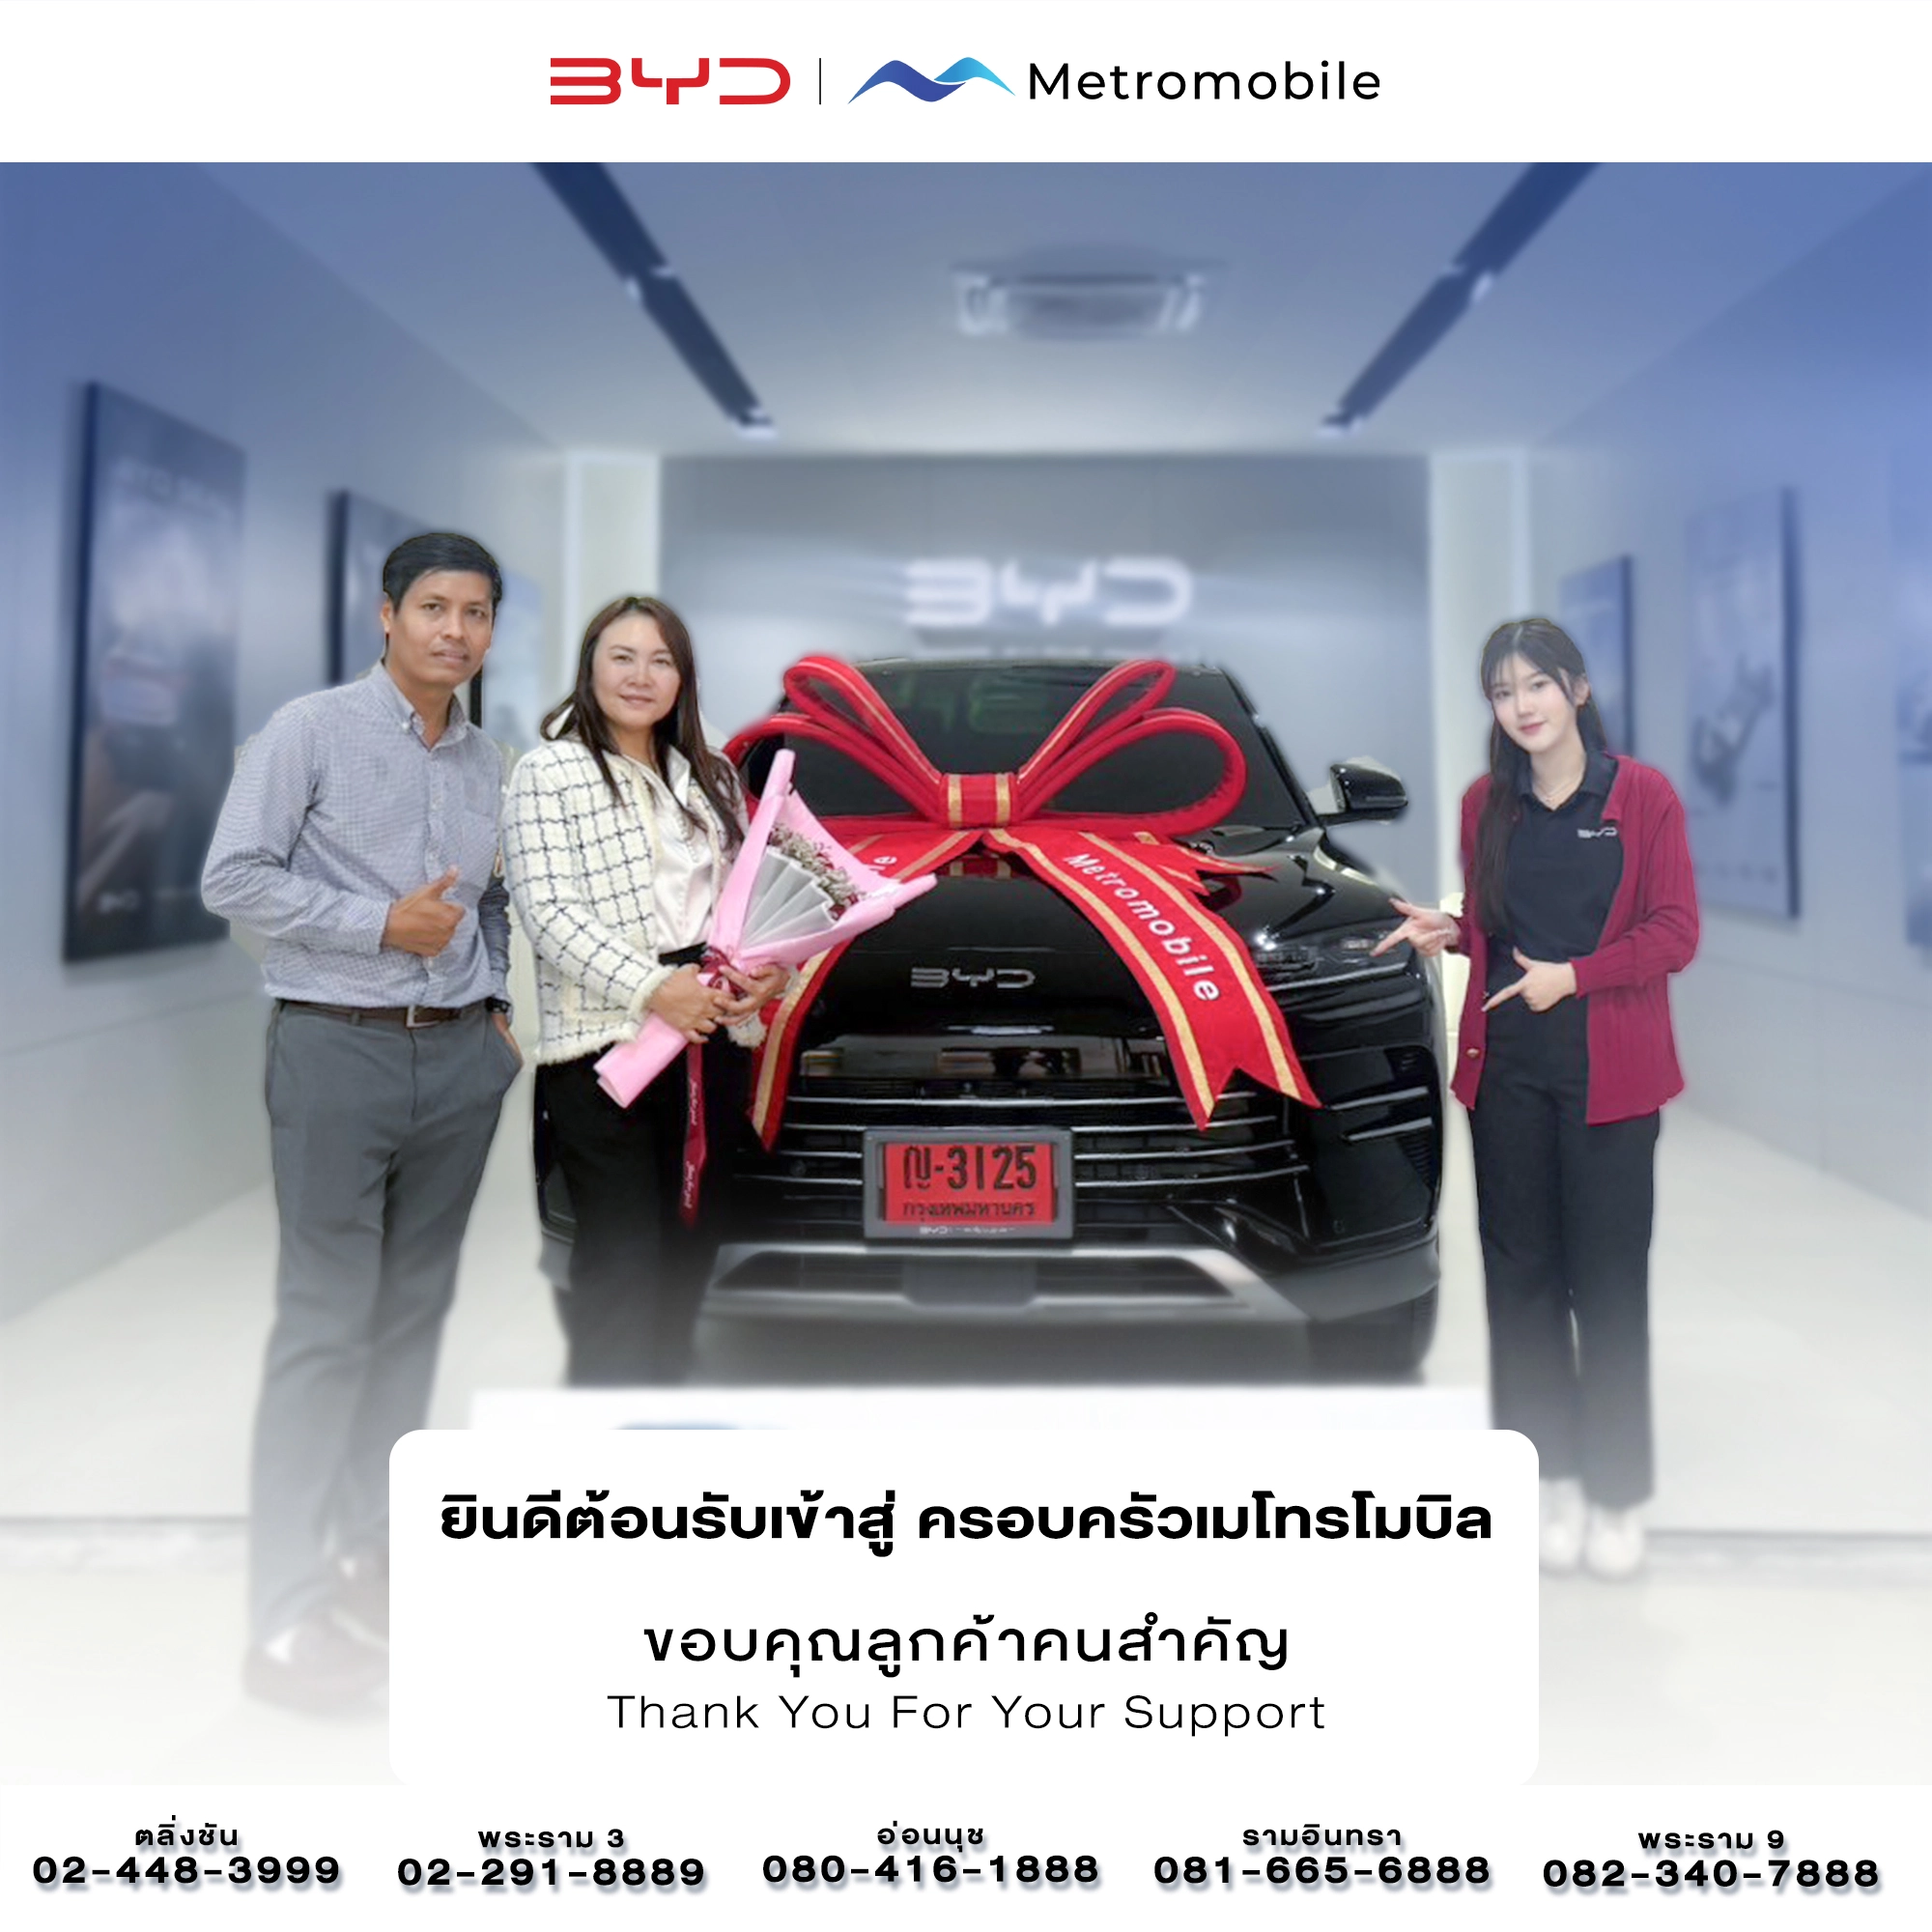 BYD | Metromobile
BYD
Metromobile
BYD
BYD
ญ-3125
กรุงเทพมหานคร
BYD
ยินดีต้อนรับเข้าสู่ ครอบครัวเมโทรโมบิล
ขอบคุณลูกค้าคนสำคัญ
Thank You For Your Support
ตลิ่งชัน
02-448-3999
พระราม 3
02-291-8889
อ่อนนุช
080-416-1888
รามอินทรา
081-665-6888
พระราม 9
082-340-7888